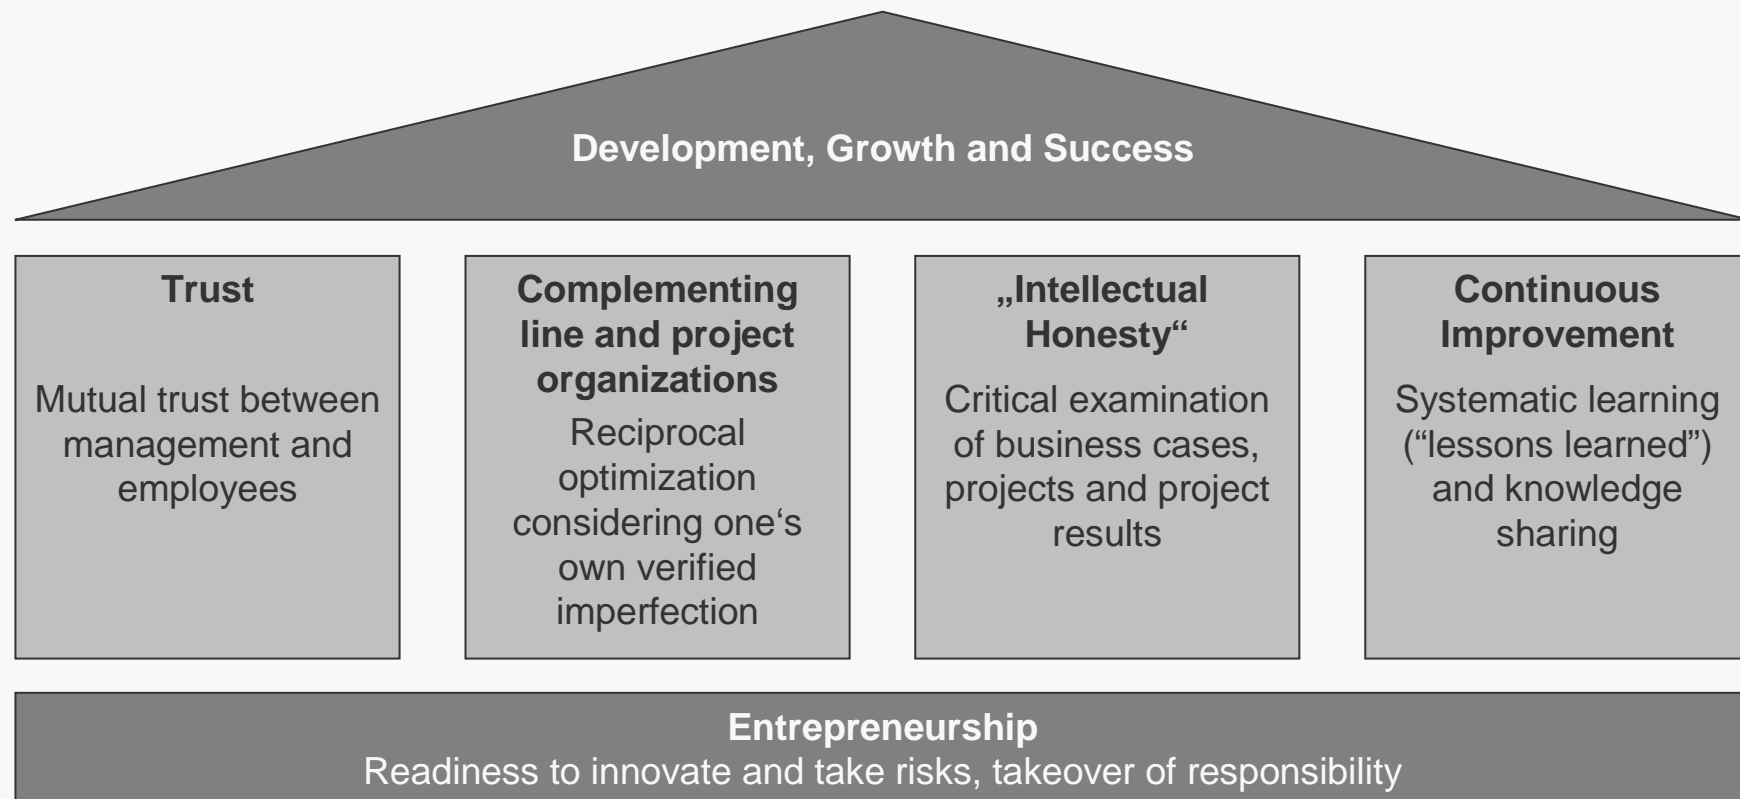 Development, Growth and Success
Trust
Mutual trust between
management and
employees
Complementing
line and project
organizations
Reciprocal
optimization
considering one‘s
own verified
imperfection
„Intellectual
Honesty“
Critical examination
of business cases,
projects and project
results
Continuous
Improvement
Systematic learning
(“lessons learned”)
and knowledge
sharing
Entrepreneurship
Readiness to innovate and take risks, takeover of responsibility